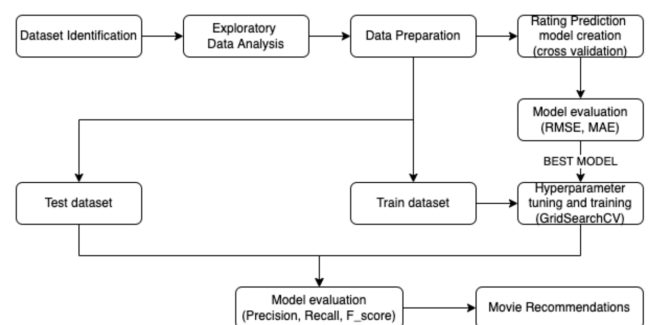 Dataset Identification
Exploratory
Data Analysis
Data Preparation
Rating Prediction
model creation
(cross validation)
Model evaluation
(RMSE, MAE)
BEST MODEL
Test dataset
Train dataset
Hyperparameter
tuning and training
(GridSearchCV)
Model evaluation
(Precision, Recall, F_score)
Movie Recommendations